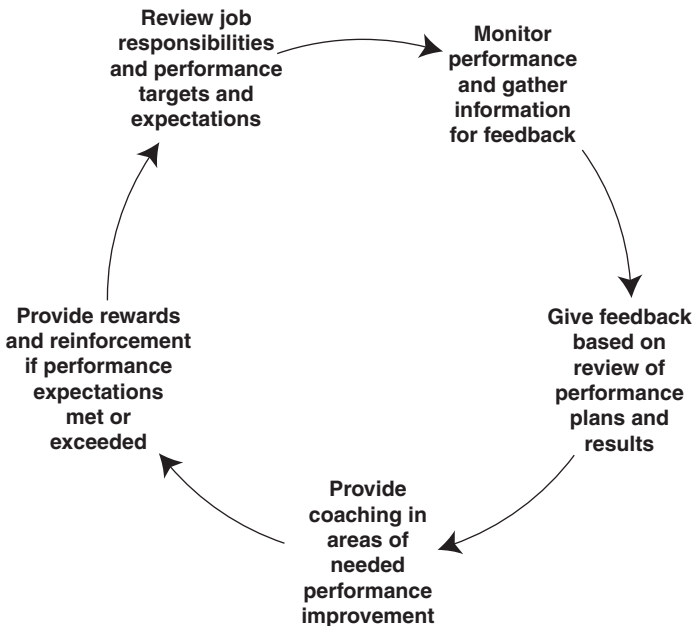 Review job
responsibilities
and performance
targets and
expectations
Monitor
performance
and gather
information
for feedback
Give feedback
based on
review of
performance
plans and
results
Provide
coaching in
areas of
needed
performance
improvement
Provide rewards
and reinforcement
if performance
expectations
met or
exceeded